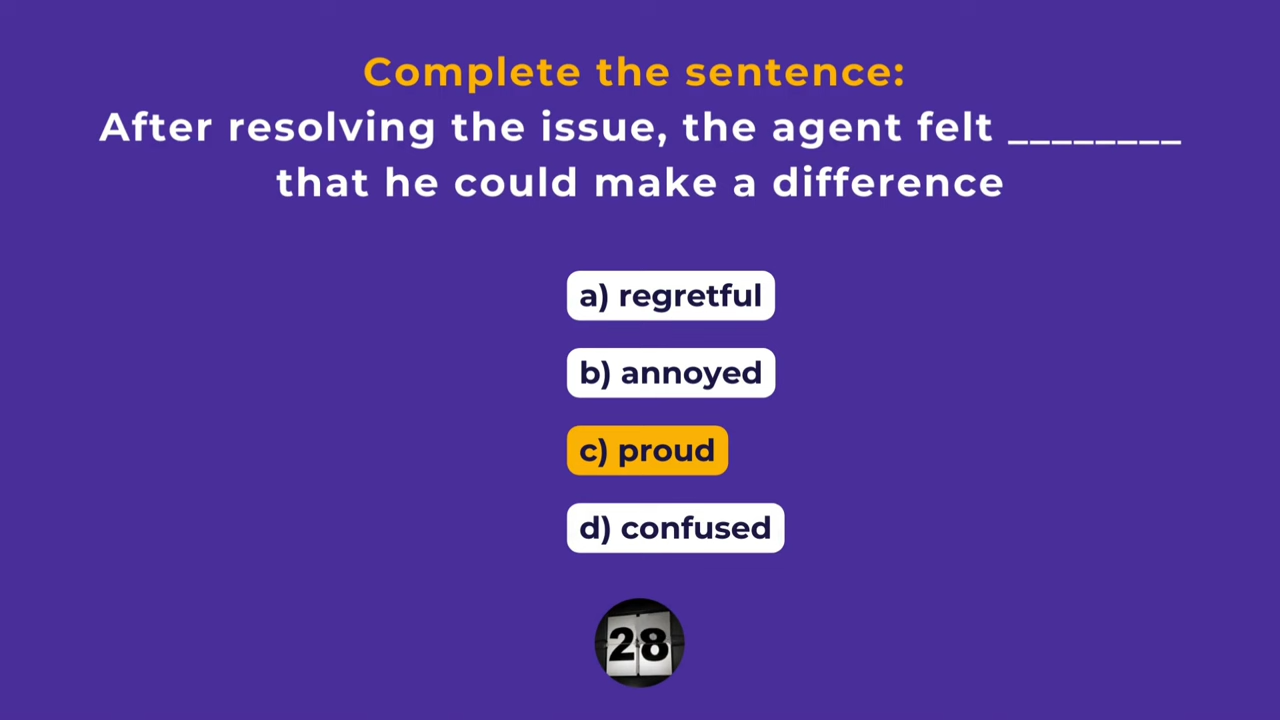 Complete the sentence:
After resolving the issue, the agent felt ________
that he could make a difference
a) regretful
b) annoyed
c) proud
d) confused
28